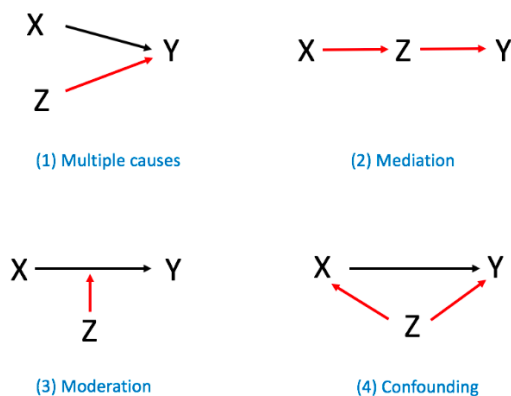 X
Y
Z
(1) Multiple causes
X Z Y
(2) Mediation
X Y
Z
(3) Moderation
X Y
Z
(4) Confounding